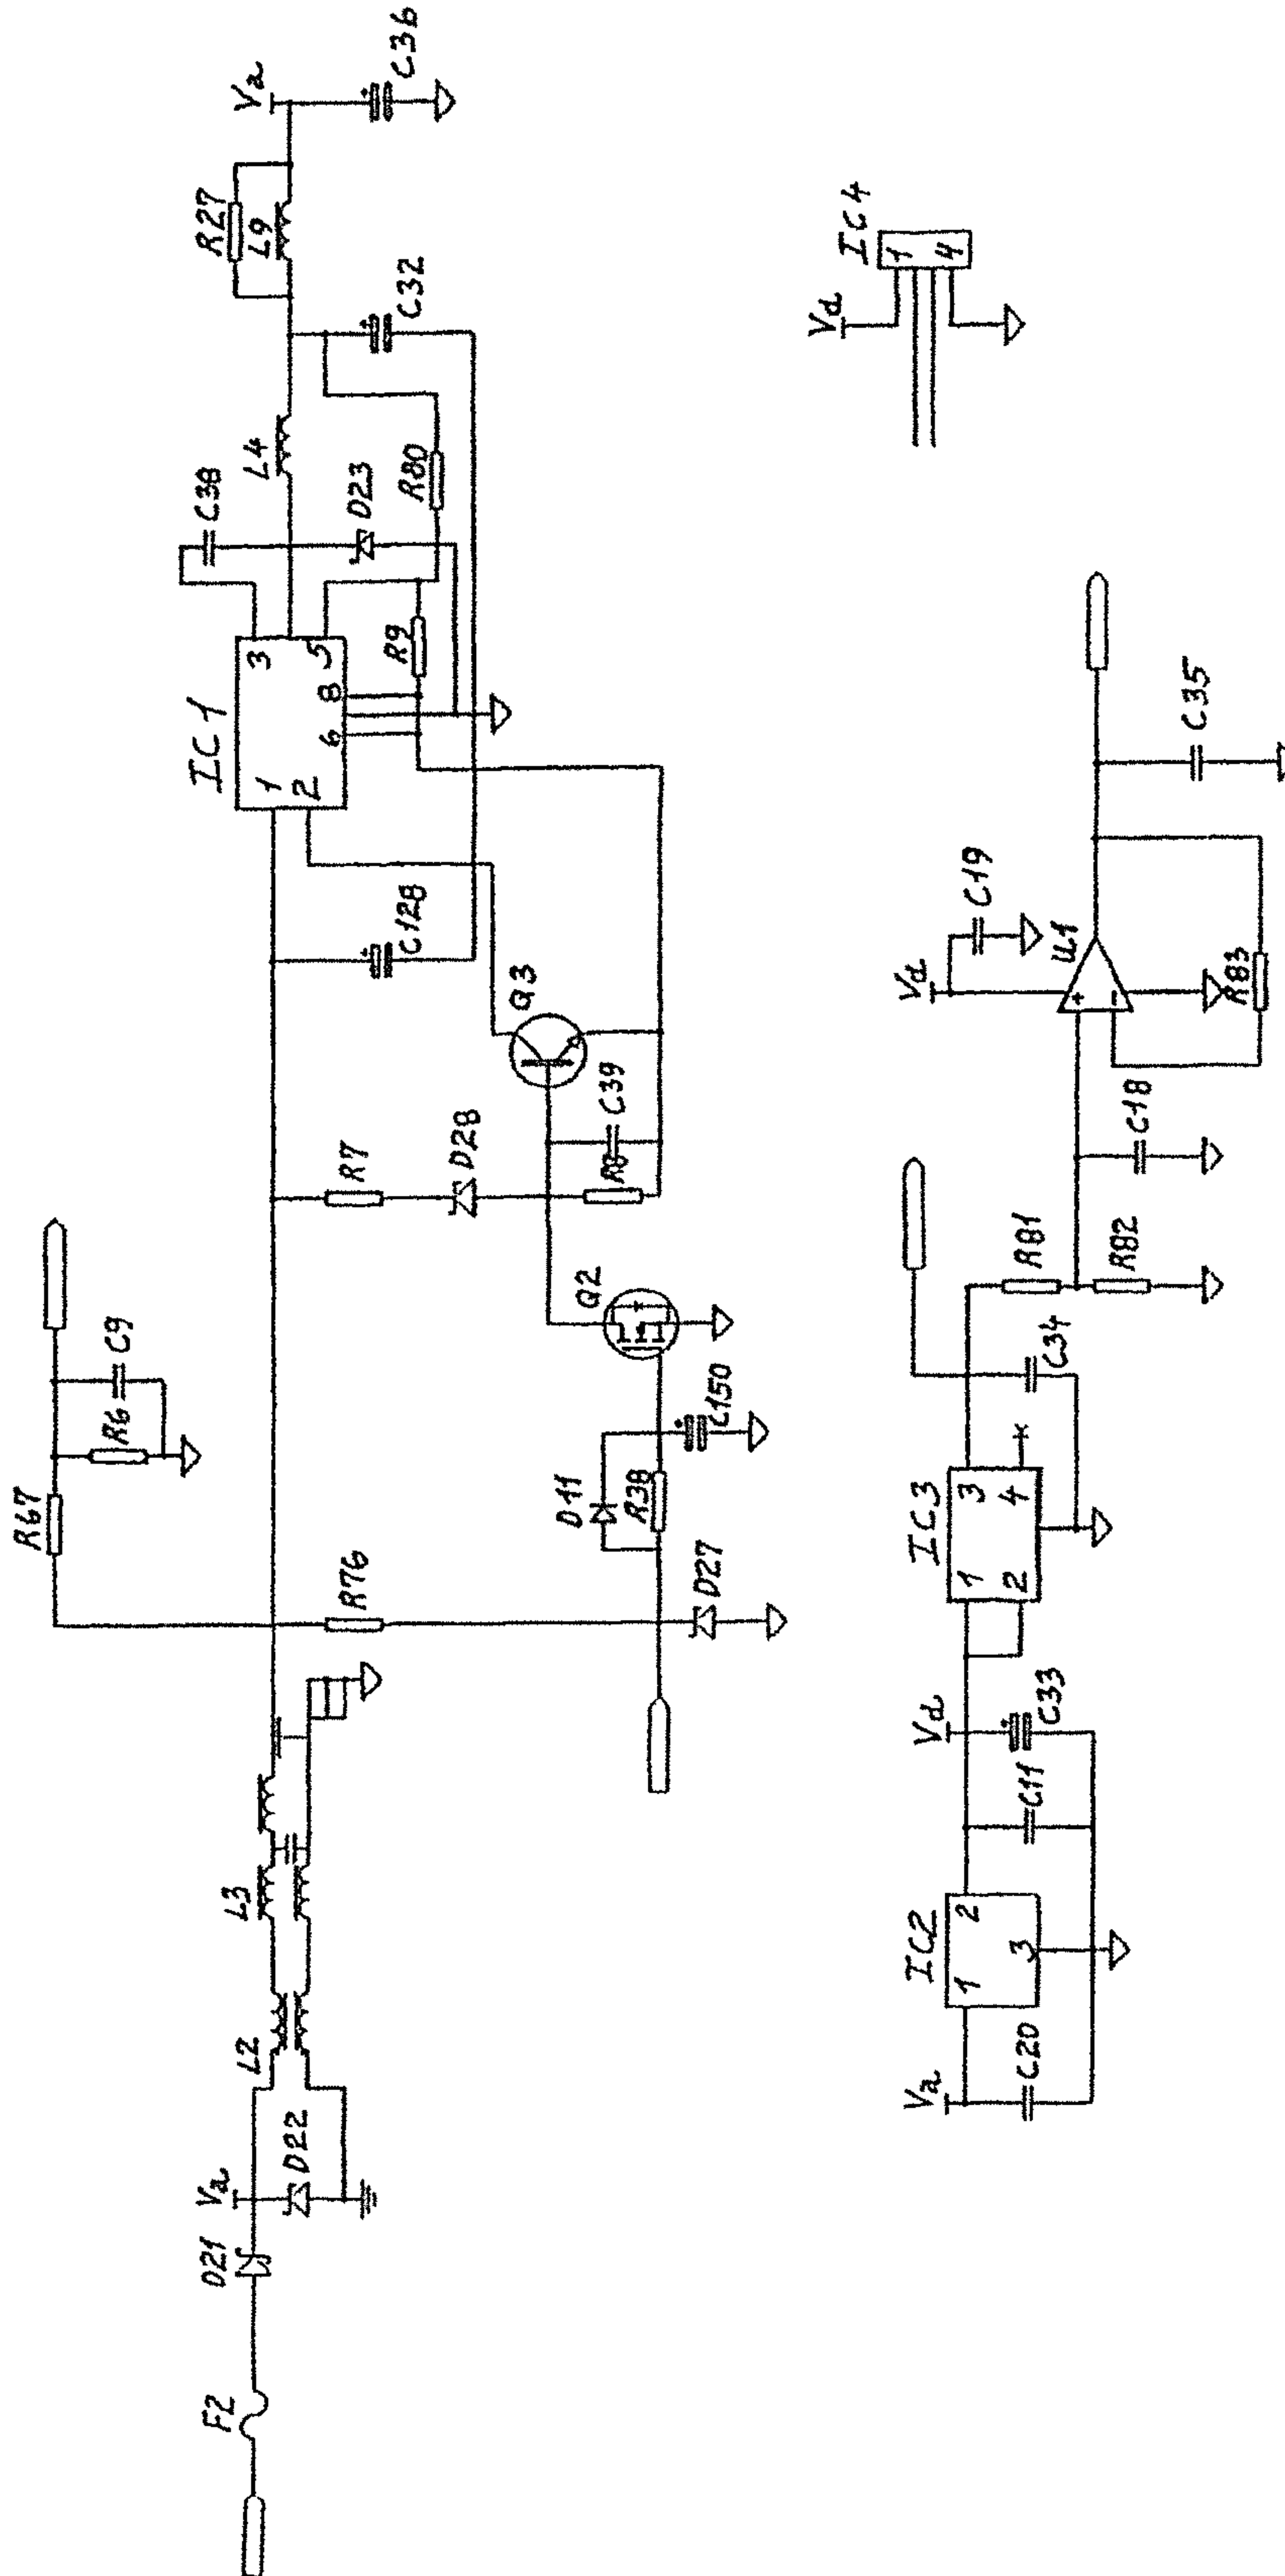 F2
D21
Va
D22
L2
L3
R67
R6
C9
R76
D27
D11
R38
C150
Q2
R7
D28
R8
C39
Q3
C128
IC1
1
2
3
5
6
8
R9
C38
D23
L4
R80
C32
R27
L9
Va
C36
Va
C20
IC2
1
2
3
C11
Vd
C33
IC3
1
2
3
4
C34
R81
R82
C18
Vd
C19
U1
+
−
R83
C35
Vd
IC4
1
4